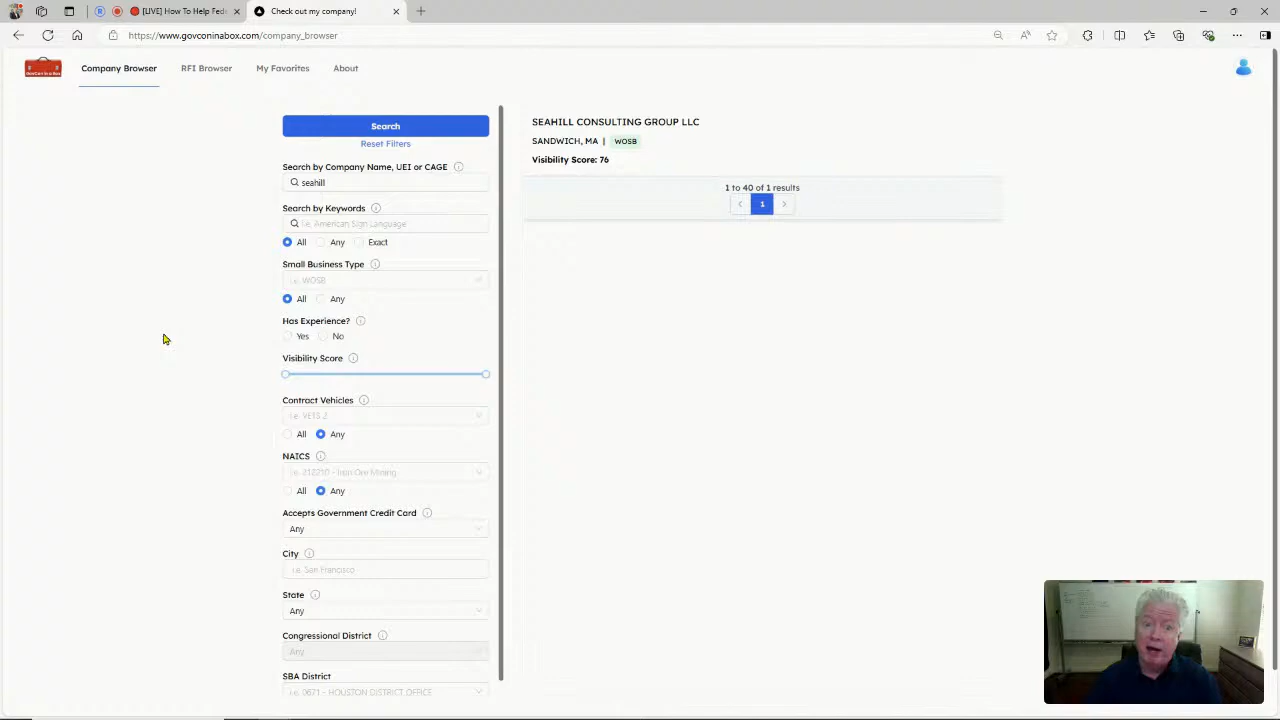 [LIVE] How To Help Fede
Check out my company!
https://www.govconinabox.com/company_browser
GovCon in a Box
Company Browser
RFI Browser
My Favorites
About
Search
Reset Filters
Search by Company Name, UEI or CAGE
seahill
Search by Keywords
i.e. American Sign Language
All
Any
Exact
Small Business Type
i.e. WOSB
All
Any
Has Experience?
Yes
No
Visibility Score
Contract Vehicles
i.e. VETS 2
All
Any
NAICS
i.e. 212210 - Iron Ore Mining
All
Any
Accepts Government Credit Card
Any
City
i.e. San Francisco
State
Any
Congressional District
Any
SBA District
i.e. 0671 - HOUSTON DISTRICT OFFICE
SEAHILL CONSULTING GROUP LLC
SANDWICH, MA | WOSB
Visibility Score: 76
1 to 40 of 1 results
1